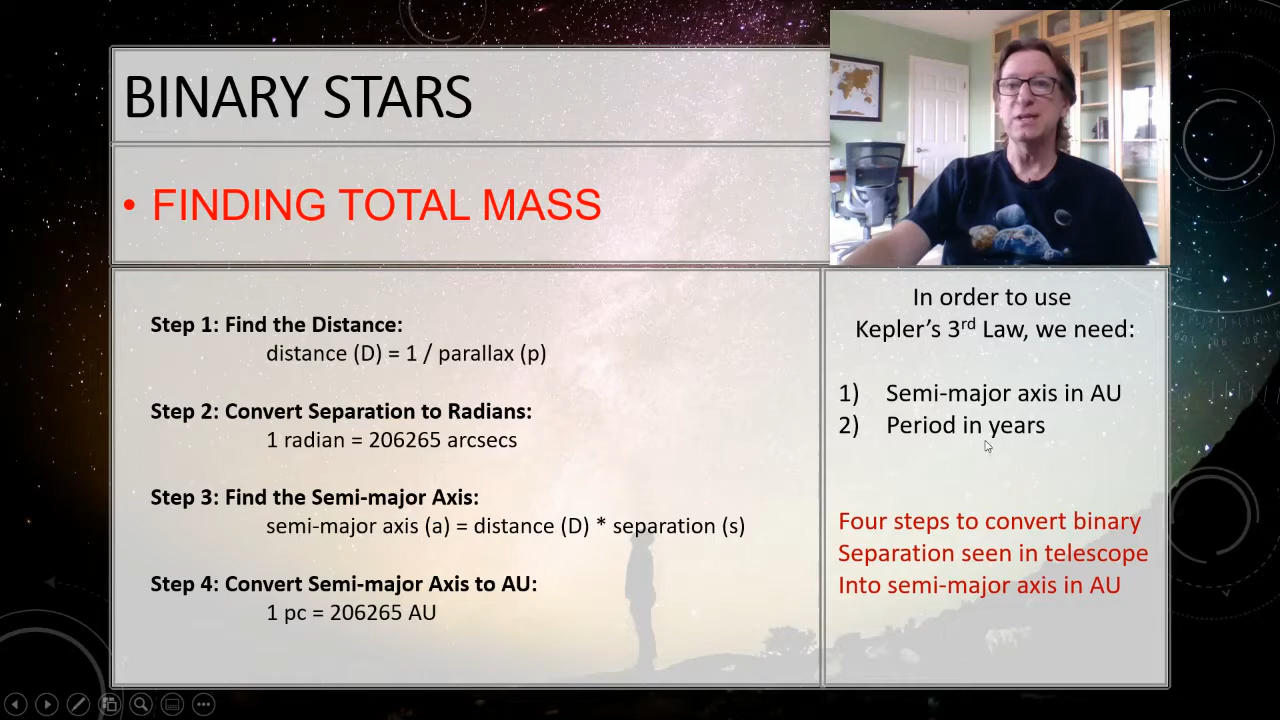 BINARY STARS
• FINDING TOTAL MASS
Step 1: Find the Distance:
distance (D) = 1 / parallax (p)
Step 2: Convert Separation to Radians:
1 radian = 206265 arcsecs
Step 3: Find the Semi-major Axis:
semi-major axis (a) = distance (D) * separation (s)
Step 4: Convert Semi-major Axis to AU:
1 pc = 206265 AU
In order to use
Kepler's 3rd Law, we need:
1) Semi-major axis in AU
2) Period in years
Four steps to convert binary
Separation seen in telescope
Into semi-major axis in AU